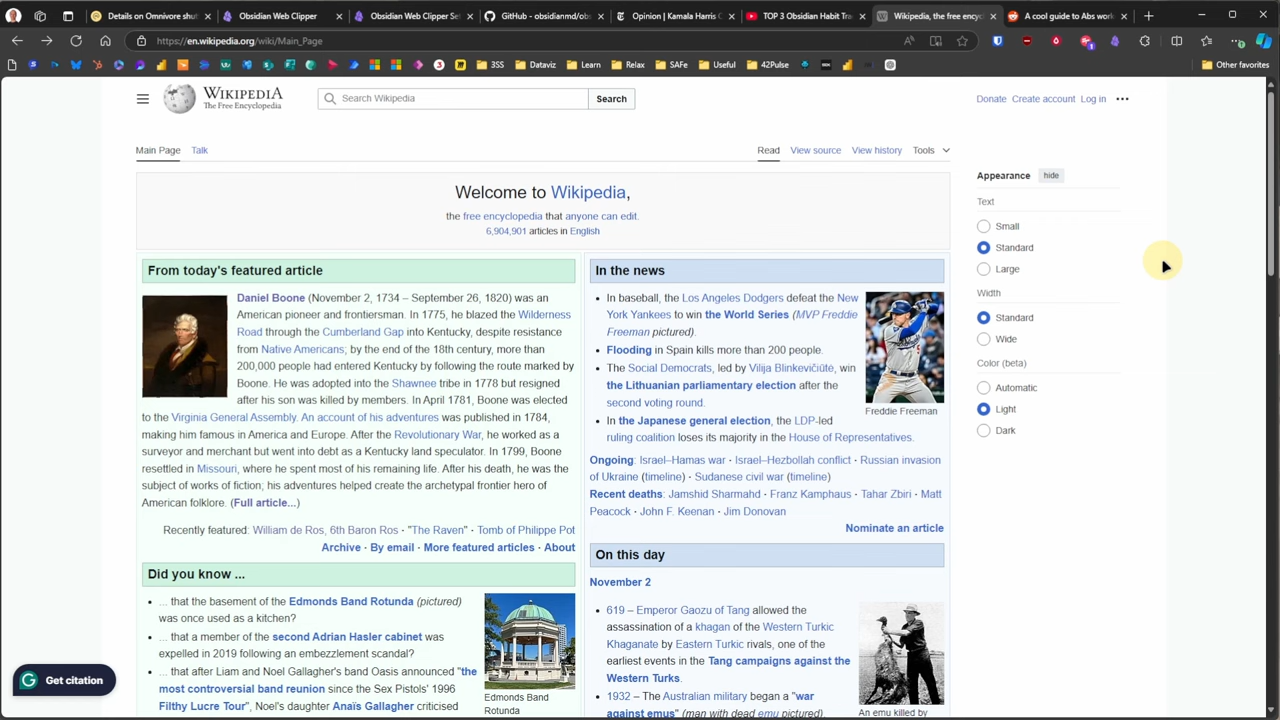 Details on Omnivore shut
Obsidian Web Clipper
Obsidian Web Clipper Se
GitHub - obsidianmd/obs
Opinion | Kamala Harris C
TOP 3 Obsidian Habit Tra
Wikipedia, the free encyc
A cool guide to Abs work
https://en.wikipedia.org/wiki/Main_Page
3SS
Dataviz
Learn
Relax
SAFe
Useful
42Pulse
Other favorites
WIKIPEDIA
The Free Encyclopedia
Search Wikipedia
Search
Donate Create account Log in
Main Page Talk
Read View source View history Tools
Welcome to Wikipedia,
the free encyclopedia that anyone can edit.
6,904,901 articles in English
From today's featured article
Daniel Boone (November 2, 1734 – September 26, 1820) was an
American pioneer and frontiersman. In 1775, he blazed the Wilderness
Road through the Cumberland Gap into Kentucky, despite resistance
from Native Americans; by the end of the 18th century, more than
200,000 people had entered Kentucky by following the route marked by
Boone. He was adopted into the Shawnee tribe in 1778 but resigned
after his son was killed by members. In April 1781, Boone was elected
to the Virginia General Assembly. An account of his adventures was published in 1784,
making him famous in America and Europe. After the Revolutionary War, he worked as a
surveyor and merchant but went into debt as a Kentucky land speculator. In 1799, Boone
resettled in Missouri, where he spent most of his remaining life. After his death, he was the
subject of works of fiction; his adventures helped create the archetypal frontier hero of
American folklore. (Full article...)
Recently featured: William de Ros, 6th Baron Ros · "The Raven" · Tomb of Philippe Pot
Archive · By email · More featured articles · About
Did you know ...
... that the basement of the Edmonds Band Rotunda (pictured)
was once used as a kitchen?
... that a member of the second Adrian Hasler cabinet was
expelled in 2019 following an embezzlement scandal?
... that after Liam and Noel Gallagher's band Oasis announced "the
most controversial band reunion since the Sex Pistols' 1996
Filthy Lucre Tour", Noel's daughter Anaïs Gallagher criticised
Edmonds Band
Rotunda
In the news
In baseball, the Los Angeles Dodgers defeat the New
York Yankees to win the World Series (MVP Freddie
Freeman pictured).
Flooding in Spain kills more than 200 people.
The Social Democrats, led by Vilija Blinkevičiūtė, win
the Lithuanian parliamentary election after the
second voting round.
In the Japanese general election, the LDP-led
ruling coalition loses its majority in the House of Representatives.
Freddie Freeman
Ongoing: Israel–Hamas war · Israel–Hezbollah conflict · Russian invasion
of Ukraine (timeline) · Sudanese civil war (timeline)
Recent deaths: Jamshid Sharmahd · Franz Kamphaus · Tahar Zbiri · Matt
Peacock · John F. Keenan · Jim Donovan
Nominate an article
On this day
November 2
619 – Emperor Gaozu of Tang allowed the
assassination of a khagan of the Western Turkic
Khaganate by Eastern Turkic rivals, one of the
earliest events in the Tang campaigns against the
Western Turks.
1932 – The Australian military began a "war
against emus" (man with dead emu pictured)
An emu killed by
Appearance hide
Text
Small
Standard
Large
Width
Standard
Wide
Color (beta)
Automatic
Light
Dark
Get citation